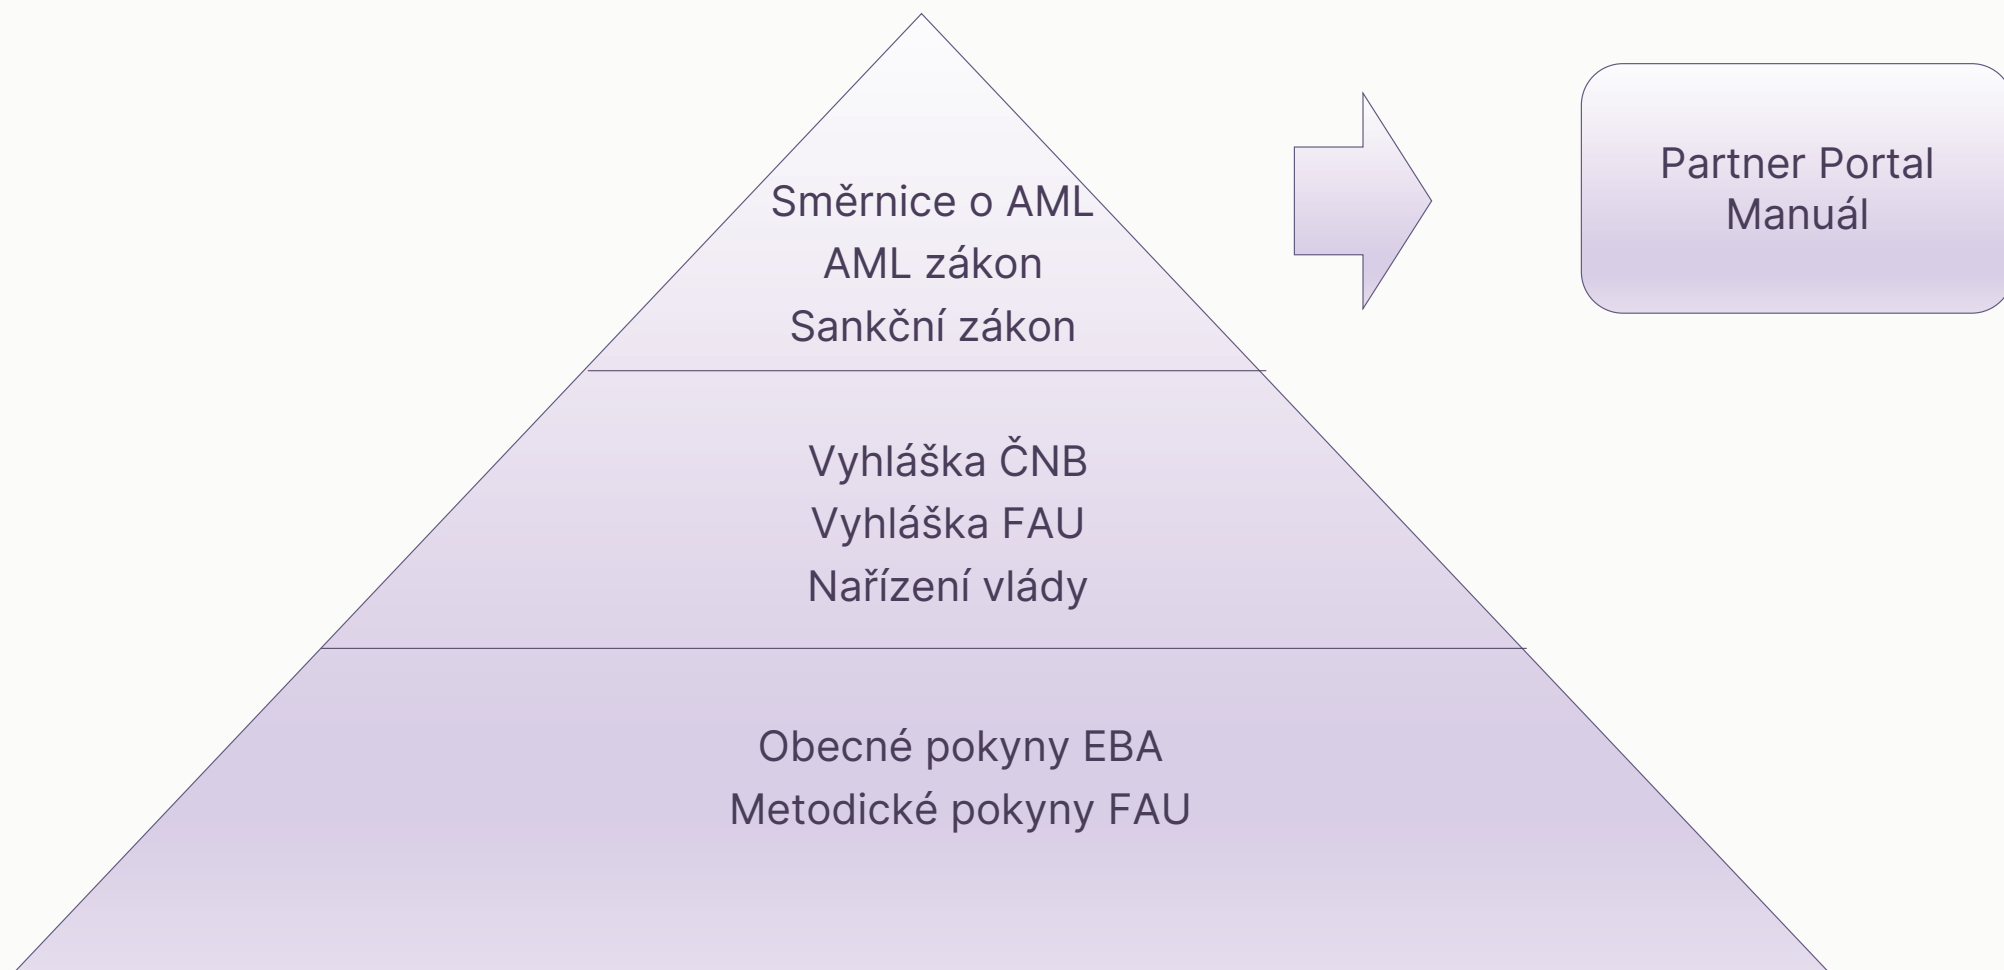 Směrnice o AML
AML zákon
Sankční zákon
Partner Portal
Manuál
Vyhláška ČNB
Vyhláška FAU
Nařízení vlády
Obecné pokyny EBA
Metodické pokyny FAU